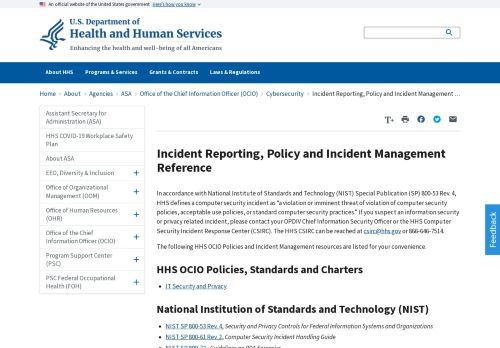 An official website of the United States government Here's how you know
U.S. Department of
Health and Human Services
Enhancing the health and well-being of all Americans
About HHS Programs & Services Grants & Contracts Laws & Regulations
Home > About > Agencies > ASA > Office of the Chief Information Officer (OCIO) > Cybersecurity > Incident Reporting, Policy and Incident Management ...
Assistant Secretary for
Administration (ASA)
HHS COVID-19 Workplace Safety
Plan
About ASA
EEO, Diversity & Inclusion +
Office of Organizational
Management (OOM) +
Office of Human Resources
(OHR) +
Office of the Chief
Information Officer (OCIO) +
Program Support Center
(PSC) +
PSC Federal Occupational
Health (FOH) +
T+
Incident Reporting, Policy and Incident Management
Reference
In accordance with National Institute of Standards and Technology (NIST) Special Publication (SP) 800-53 Rev. 4,
HHS defines a computer security incident as "a violation or imminent threat of violation of computer security
policies, acceptable use policies, or standard computer security practices." If you suspect an information security
or privacy related incident, please contact your OPDIV Chief Information Security Officer or the HHS Computer
Security Incident Response Center (CSIRC). The HHS CSIRC can be reached at csirc@hhs.gov or 866-646-7514.
The following HHS OCIO Policies and Incident Management resources are listed for your convenience.
HHS OCIO Policies, Standards and Charters
• IT Security and Privacy
National Institute of Standards and Technology (NIST)
• NIST SP 800-53 Rev. 4, Security and Privacy Controls for Federal Information Systems and Organizations
• NIST SP 800-61 Rev. 2, Computer Security Incident Handling Guide
Feedback